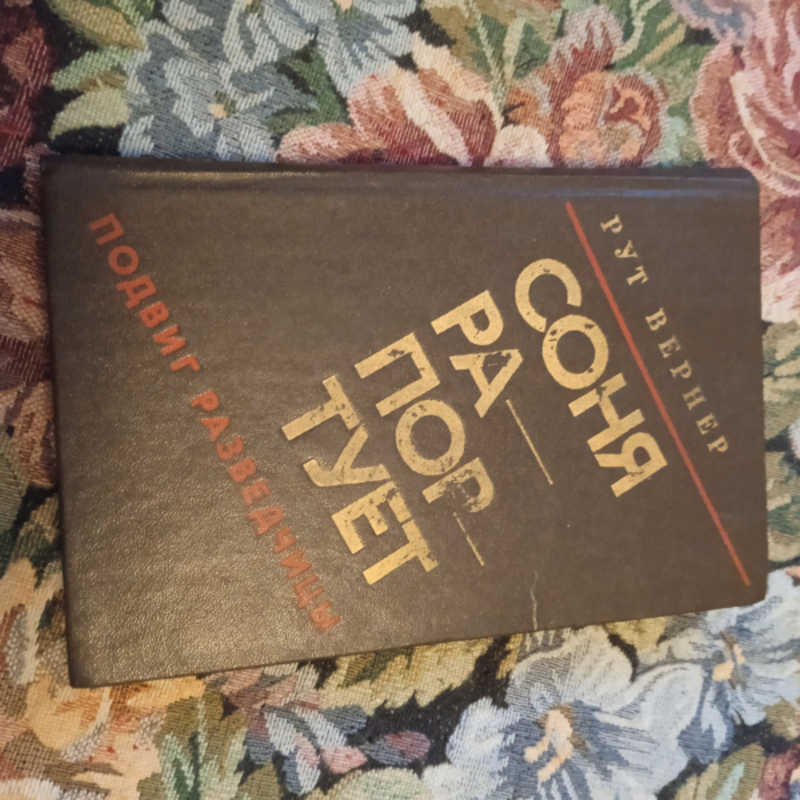 РУТ ВЕРНЕР
СОНЯ
РА—
ПОР—
ТУЕТ
ПОДВИГ РАЗВЕДЧИЦЫ